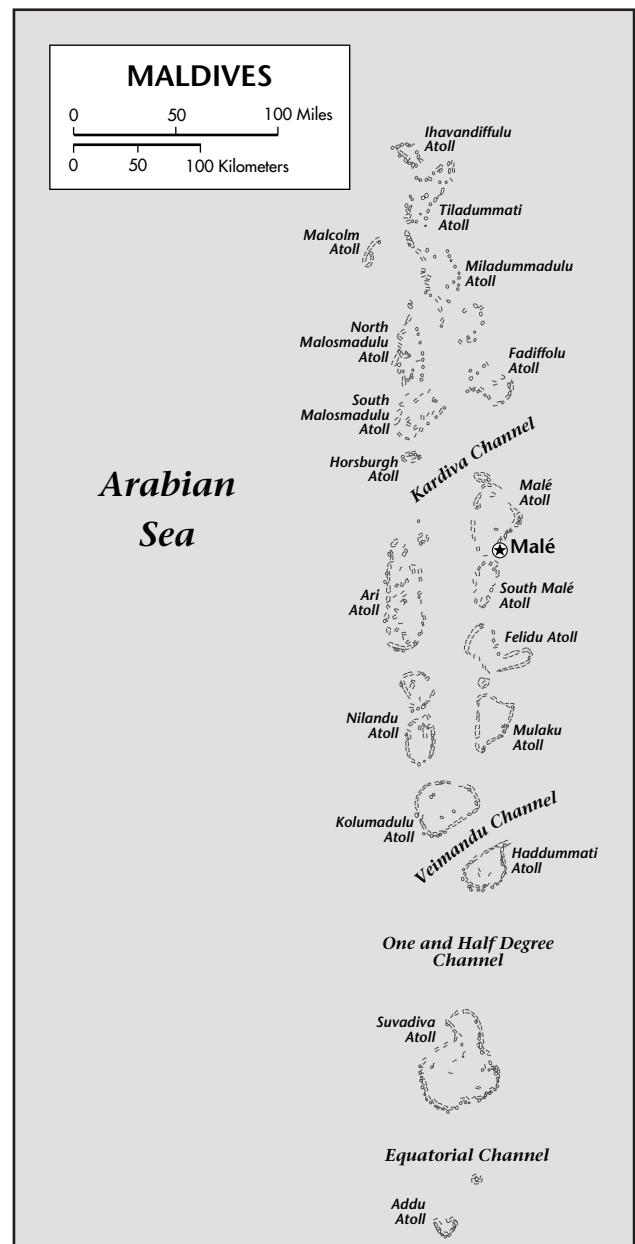 MALDIVES
0 50 100 Miles
0 50 100 Kilometers
Ihavandiffulu
Atoll
Tiladummati
Atoll
Malcolm
Atoll
Miladummadulu
Atoll
North
Malosmadulu
Atoll
Fadiffolu
Atoll
South
Malosmadulu
Atoll
Kardiva Channel
Horsburgh
Atoll
Arabian
Sea
Malé
Atoll
Malé
Ari
Atoll
South Malé
Atoll
Felidu Atoll
Nilandu
Atoll
Mulaku
Atoll
Kolumadulu
Atoll
Veimandu Channel
Haddummati
Atoll
One and Half Degree
Channel
Suvadiva
Atoll
Equatorial Channel
Addu
Atoll